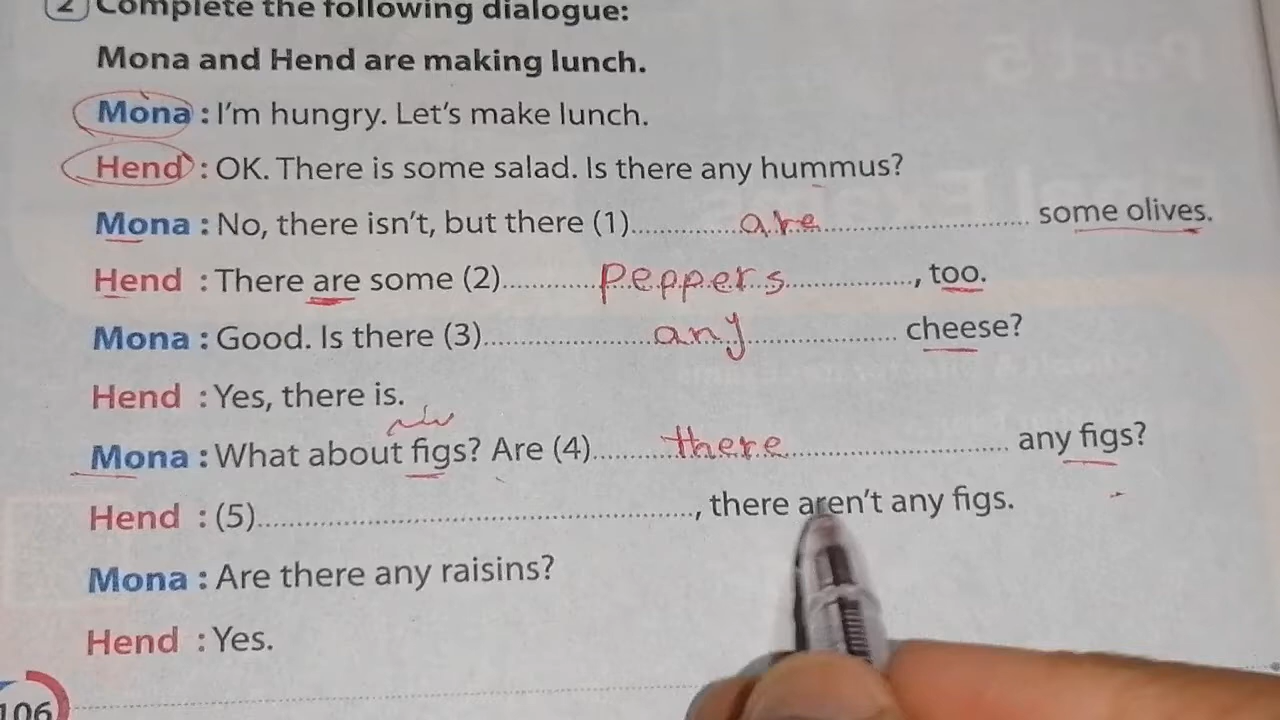 2 Complete the following dialogue:
Mona and Hend are making lunch.
Mona : I'm hungry. Let's make lunch.
Hend : OK. There is some salad. Is there any hummus?
Mona : No, there isn't, but there (1).......are....... some olives.
Hend : There are some (2).......peppers......., too.
Mona : Good. Is there (3).......any....... cheese?
Hend : Yes, there is.
Mona : What about figs? Are (4).......there....... any figs?
Hend : (5)......................., there aren't any figs.
Mona : Are there any raisins?
Hend : Yes.
106